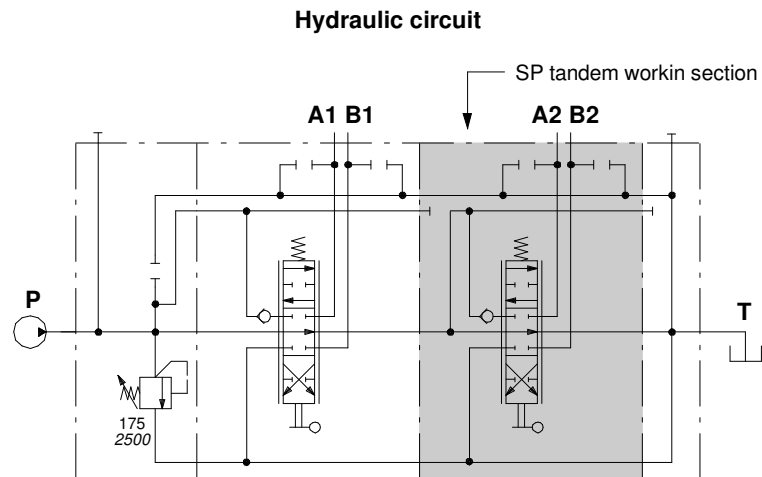 Hydraulic circuit
SP tandem workin section
A1 B1
A2 B2
P
T
175
2500